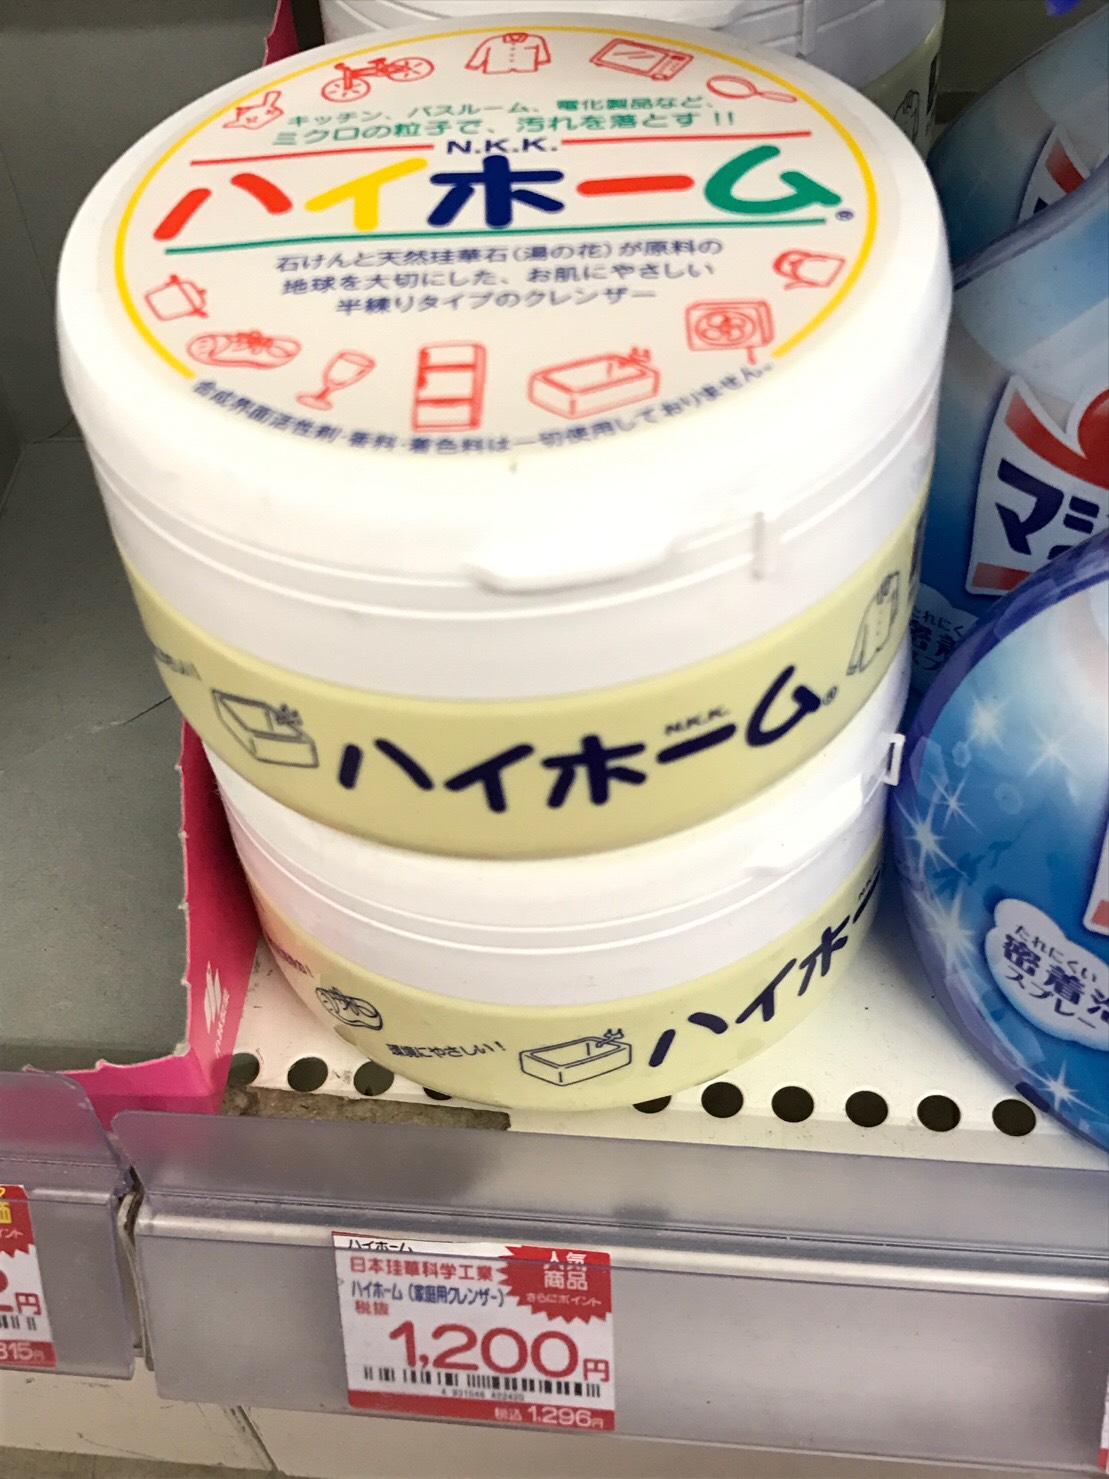 キッチン、バスルーム、電化製品など、
ミクロの粒子で、汚れを落とす!!
N.K.K.
ハイホーム®
石けんと天然珪華石(湯の花)が原料の
地球を大切にした、お肌にやさしい
半練りタイプのクレンザー
合成界面活性剤・香料・着色料は一切使用しておりません。
N.K.K.
ハイホーム®
ハイホー
環境にやさしい!
マジ
たれにくい
密着泡
スプレー
ハイホーム
日本珪華科学工業
ハイホーム(家庭用クレンザー)
税抜
人気
商品
さらにポイント
1,200円
税込 1,296円
円
815円